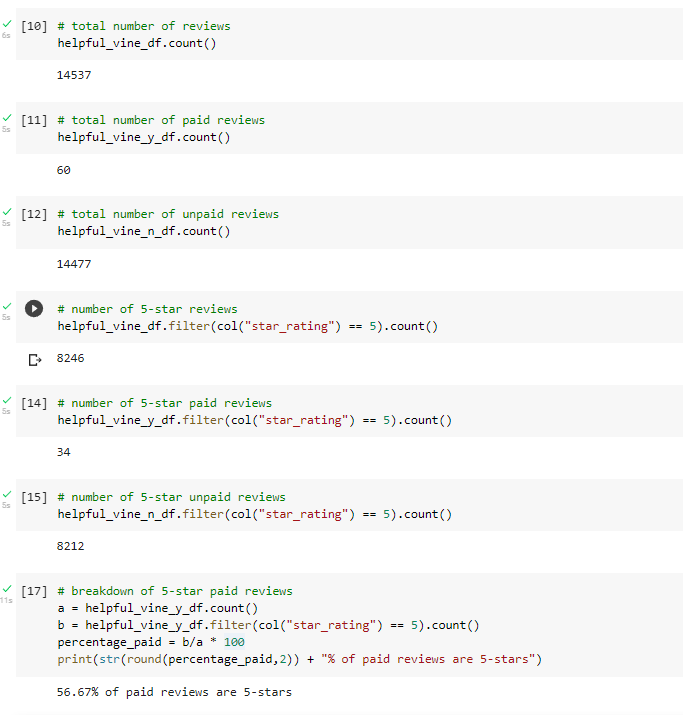 [10] # total number of reviews
6s
helpful_vine_df.count()
14537
[11] # total number of paid reviews
5s
helpful_vine_y_df.count()
60
[12] # total number of unpaid reviews
5s
helpful_vine_n_df.count()
14477
# number of 5-star reviews
5s
helpful_vine_df.filter(col("star_rating") == 5).count()
8246
[14] # number of 5-star paid reviews
5s
helpful_vine_y_df.filter(col("star_rating") == 5).count()
34
[15] # number of 5-star unpaid reviews
5s
helpful_vine_n_df.filter(col("star_rating") == 5).count()
8212
[17] # breakdown of 5-star paid reviews
11s
a = helpful_vine_y_df.count()
b = helpful_vine_y_df.filter(col("star_rating") == 5).count()
percentage_paid = b/a * 100
print(str(round(percentage_paid,2)) + "% of paid reviews are 5-stars")
56.67% of paid reviews are 5-stars